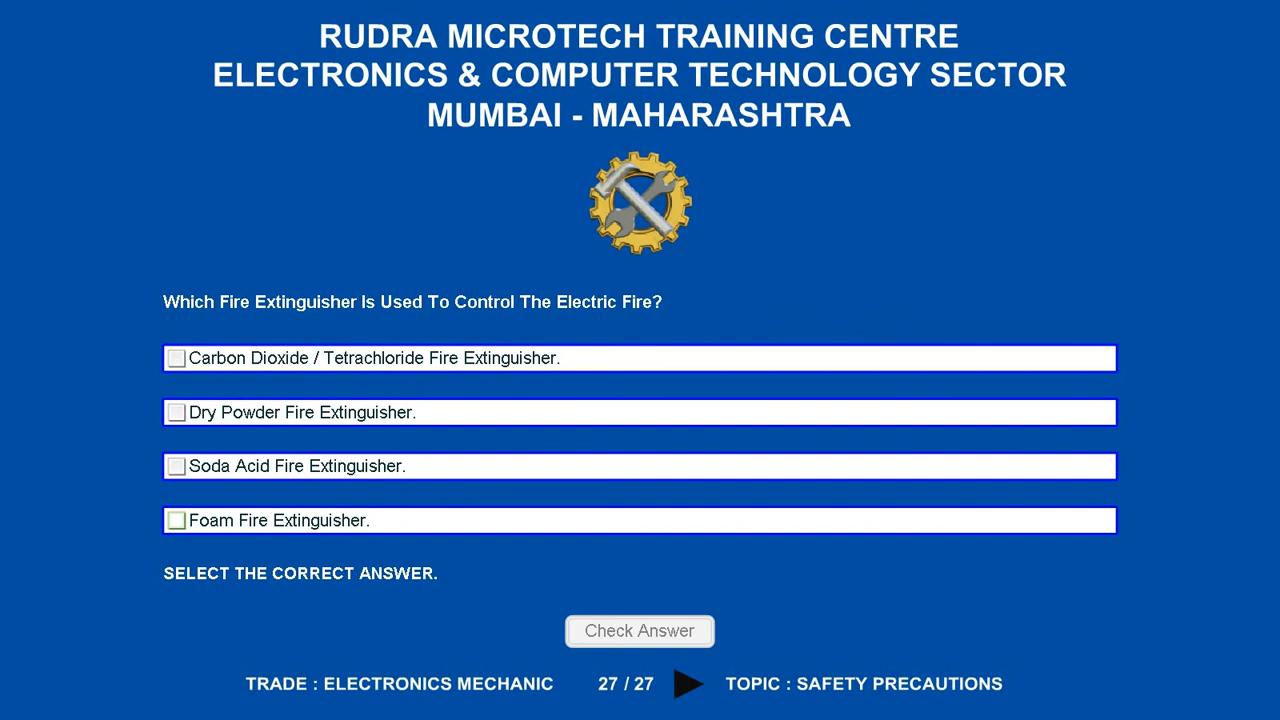 RUDRA MICROTECH TRAINING CENTRE
ELECTRONICS & COMPUTER TECHNOLOGY SECTOR
MUMBAI - MAHARASHTRA
Which Fire Extinguisher Is Used To Control The Electric Fire?
Carbon Dioxide / Tetrachloride Fire Extinguisher.
Dry Powder Fire Extinguisher.
Soda Acid Fire Extinguisher.
Foam Fire Extinguisher.
SELECT THE CORRECT ANSWER.
Check Answer
TRADE : ELECTRONICS MECHANIC 27 / 27 TOPIC : SAFETY PRECAUTIONS